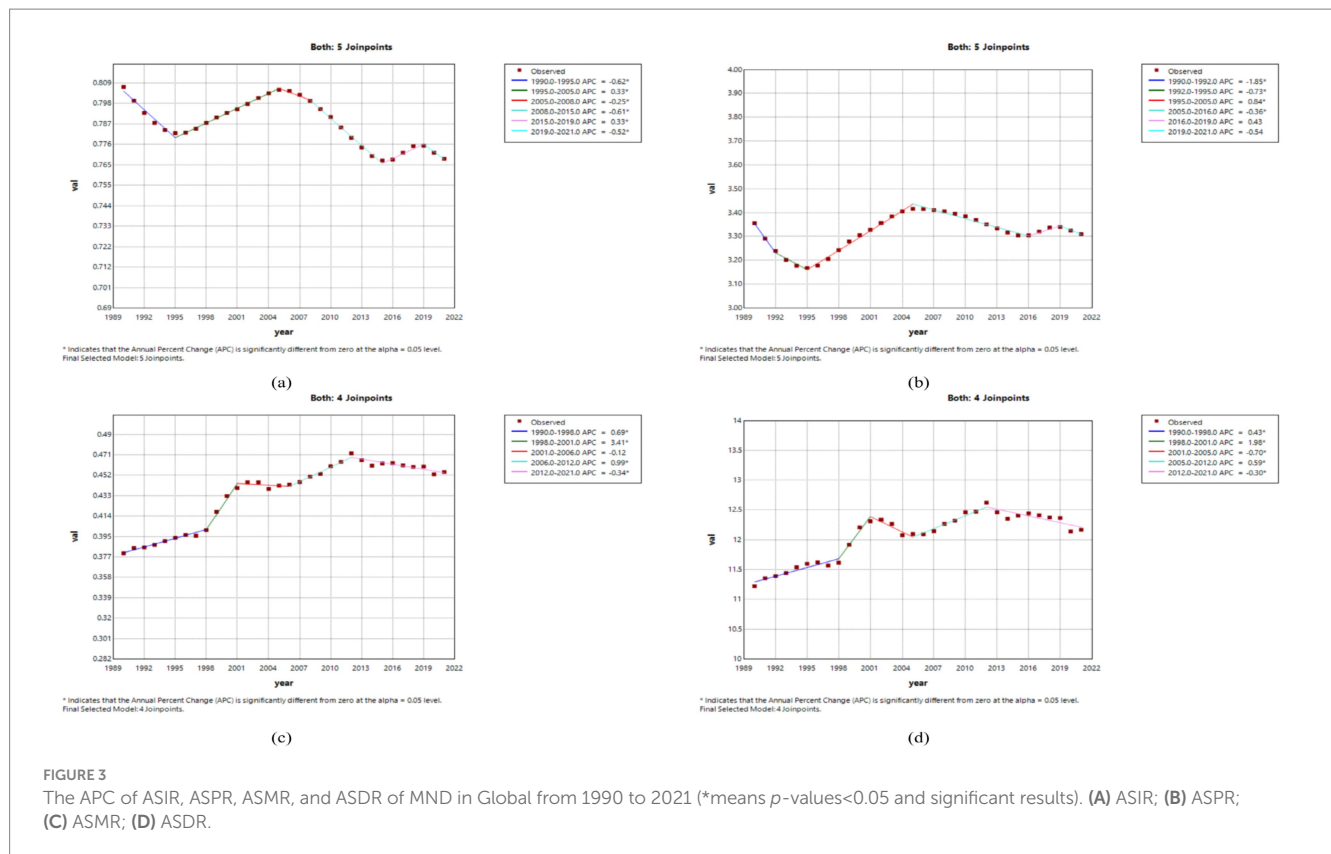 Both: 5 Joinpoints
val
0.809
0.798
0.787
0.776
0.765
0.755
0.744
0.733
0.722
0.712
0.701
0.69
1989 1992 1995 1998 2001 2004 2007 2010 2013 2016 2019 2022
year
Observed
1990.0-1995.0 APC = -0.62*
1995.0-2005.0 APC = 0.33*
2005.0-2008.0 APC = -0.25*
2008.0-2015.0 APC = -0.61*
2015.0-2019.0 APC = 0.33*
2019.0-2021.0 APC = -0.52*
* Indicates that the Annual Percent Change (APC) is significantly different from zero at the alpha = 0.05 level.
Final Selected Model: 5 Joinpoints.
(a)
Both: 5 Joinpoints
val
4.00
3.90
3.80
3.70
3.60
3.50
3.40
3.30
3.20
3.10
3.00
1989 1992 1995 1998 2001 2004 2007 2010 2013 2016 2019 2022
year
Observed
1990.0-1992.0 APC = -1.85*
1992.0-1995.0 APC = -0.73*
1995.0-2005.0 APC = 0.84*
2005.0-2016.0 APC = -0.36*
2016.0-2019.0 APC = 0.43
2019.0-2021.0 APC = -0.54
* Indicates that the Annual Percent Change (APC) is significantly different from zero at the alpha = 0.05 level.
Final Selected Model: 5 Joinpoints.
(b)
Both: 4 Joinpoints
val
0.49
0.471
0.452
0.433
0.414
0.395
0.377
0.358
0.339
0.32
0.301
0.282
1989 1992 1995 1998 2001 2004 2007 2010 2013 2016 2019 2022
year
Observed
1990.0-1998.0 APC = 0.69*
1998.0-2001.0 APC = 3.41*
2001.0-2006.0 APC = -0.12
2006.0-2012.0 APC = 0.99*
2012.0-2021.0 APC = -0.34*
* Indicates that the Annual Percent Change (APC) is significantly different from zero at the alpha = 0.05 level.
Final Selected Model: 4 Joinpoints.
(c)
Both: 4 Joinpoints
val
14
13.5
13
12.5
12
11.5
11
10.5
10
1989 1992 1995 1998 2001 2004 2007 2010 2013 2016 2019 2022
year
Observed
1990.0-1998.0 APC = 0.43*
1998.0-2001.0 APC = 1.98*
2001.0-2005.0 APC = -0.70*
2005.0-2012.0 APC = 0.59*
2012.0-2021.0 APC = -0.30*
* Indicates that the Annual Percent Change (APC) is significantly different from zero at the alpha = 0.05 level.
Final Selected Model: 4 Joinpoints.
(d)
FIGURE 3
The APC of ASIR, ASPR, ASMR, and ASDR of MND in Global from 1990 to 2021 (*means p-values<0.05 and significant results). (A) ASIR; (B) ASPR;
(C) ASMR; (D) ASDR.